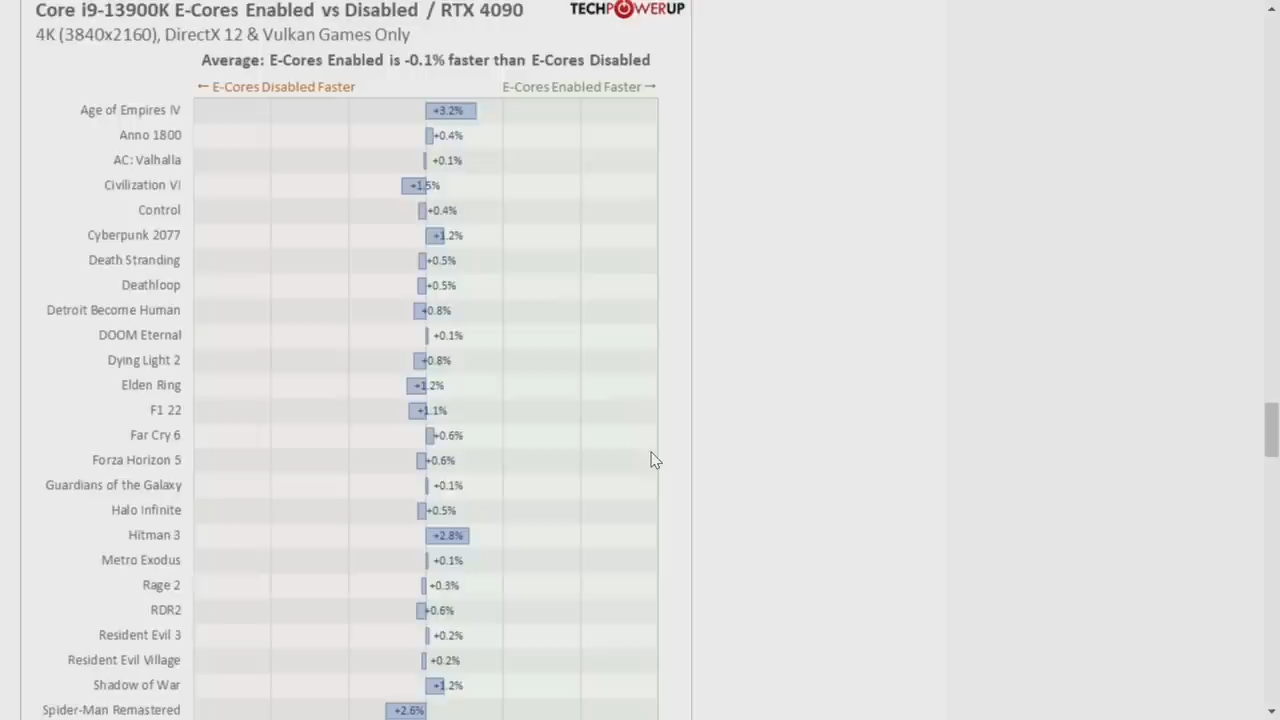 Core i9-13900K E-Cores Enabled vs Disabled / RTX 4090
TECHPOWERUP
4K (3840x2160), DirectX 12 & Vulkan Games Only
Average: E-Cores Enabled is -0.1% faster than E-Cores Disabled
← E-Cores Disabled Faster E-Cores Enabled Faster →
Age of Empires IV +3.2%
Anno 1800 +0.4%
AC: Valhalla +0.1%
Civilization VI +1.5%
Control +0.4%
Cyberpunk 2077 +1.2%
Death Stranding +0.5%
Deathloop +0.5%
Detroit Become Human +0.8%
DOOM Eternal +0.1%
Dying Light 2 +0.8%
Elden Ring +1.2%
F1 22 +1.1%
Far Cry 6 +0.6%
Forza Horizon 5 +0.6%
Guardians of the Galaxy +0.1%
Halo Infinite +0.5%
Hitman 3 +2.8%
Metro Exodus +0.1%
Rage 2 +0.3%
RDR2 +0.6%
Resident Evil 3 +0.2%
Resident Evil Village +0.2%
Shadow of War +1.2%
Spider-Man Remastered +2.6%